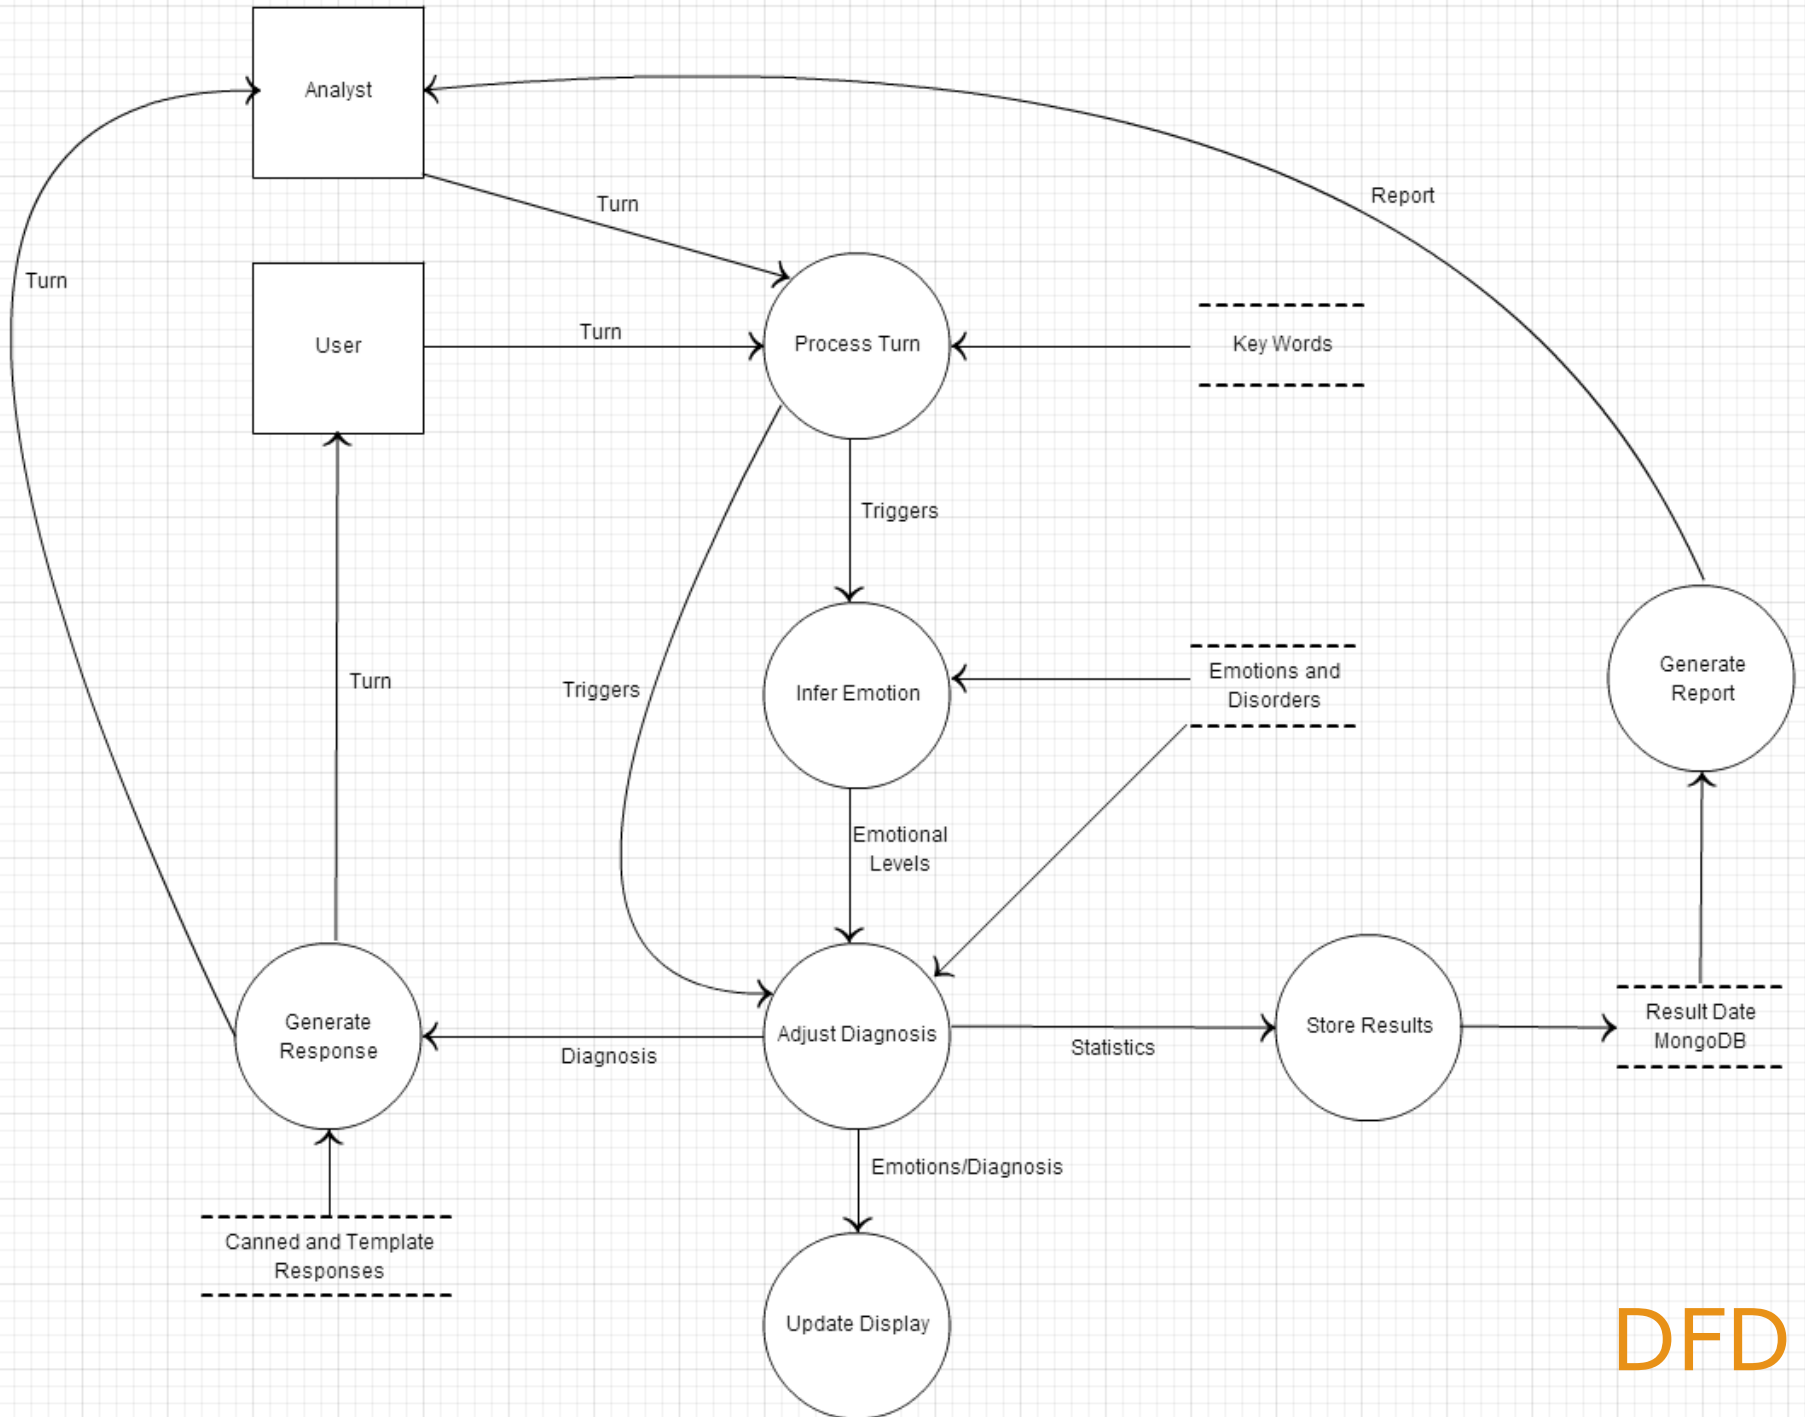 Analyst
Report
Turn
Turn
Turn
User
Process Turn
Key Words
Triggers
Emotions and
Disorders
Generate
Report
Turn
Triggers
Infer Emotion
Emotional
Levels
Generate
Response
Adjust Diagnosis
Store Results
Result Date
MongoDB
Diagnosis
Statistics
Emotions/Diagnosis
Canned and Template
Responses
Update Display
DFD